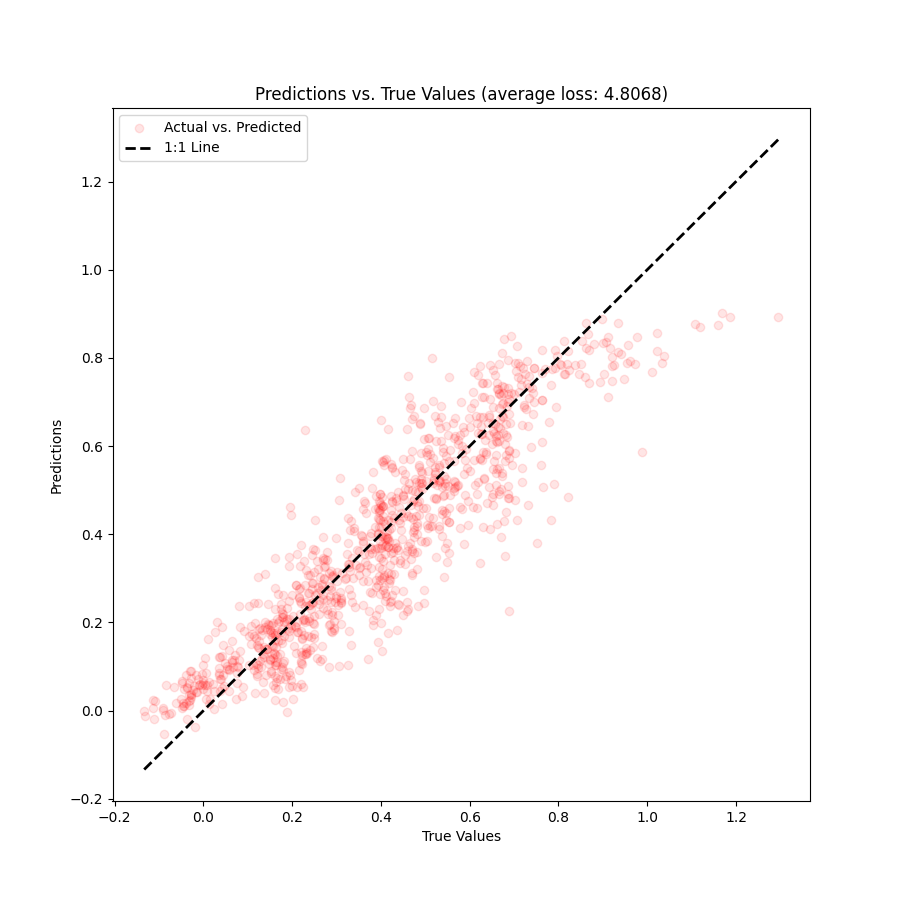 Predictions vs. True Values (average loss: 4.8068)
Actual vs. Predicted
1:1 Line
1.2
1.0
0.8
0.6
0.4
0.2
0.0
−0.2
Predictions
−0.2 0.0 0.2 0.4 0.6 0.8 1.0 1.2
True Values